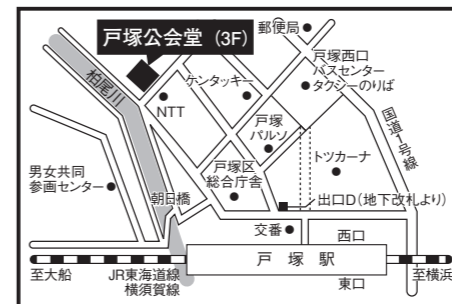 戸塚公会堂（3F）
郵便局
柏尾川
ケンタッキー
戸塚西口
バスセンター
タクシーのりば
NTT
国道1号線
戸塚
パルソ
トツカーナ
男女共同
参画センター
戸塚区
総合庁舎
朝日橋
出口D（地下改札より）
交番
西口
戸塚駅
東口
至大船
JR東海道線
横須賀線
至横浜